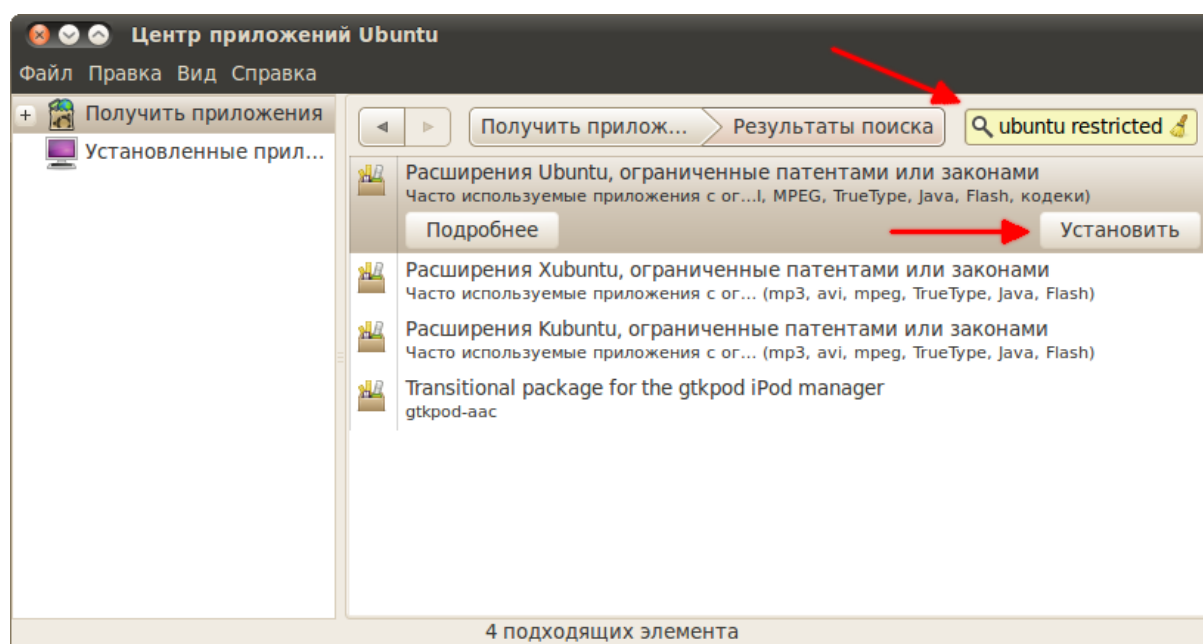 Центр приложений Ubuntu
Файл Правка Вид Справка
Получить приложения
Установленные прил...
Получить прилож...
Результаты поиска
ubuntu restricted
Расширения Ubuntu, ограниченные патентами или законами
Часто используемые приложения с ог...I, MPEG, TrueType, Java, Flash, кодеки)
Подробнее
Установить
Расширения Xubuntu, ограниченные патентами или законами
Часто используемые приложения с ог... (mp3, avi, mpeg, TrueType, Java, Flash)
Расширения Kubuntu, ограниченные патентами или законами
Часто используемые приложения с ог... (mp3, avi, mpeg, TrueType, Java, Flash)
Transitional package for the gtkpod iPod manager
gtkpod-aac
4 подходящих элемента